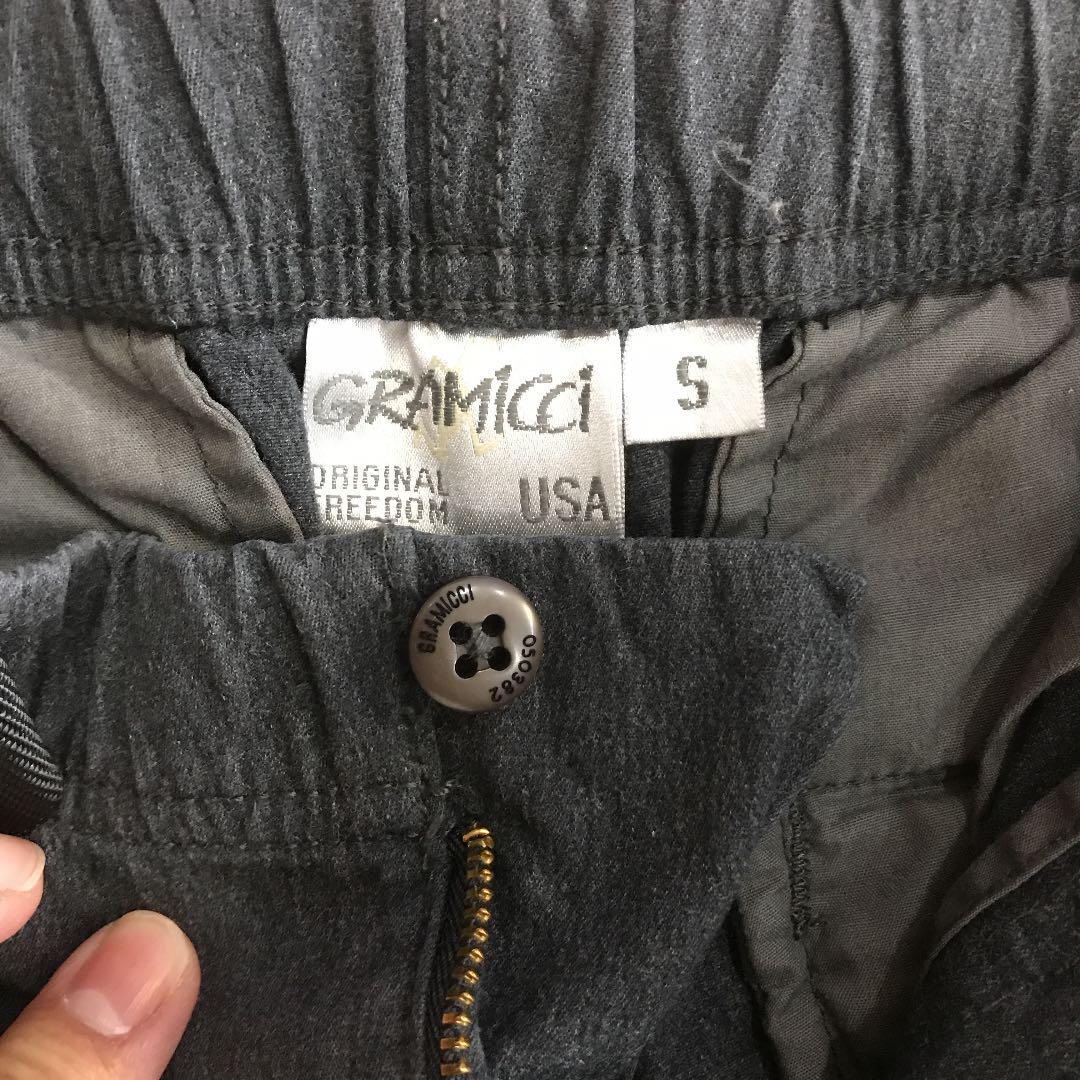 GRAMiCCi
S
ORIGINAL
FREEDOM
USA
GRAMICCI
050382